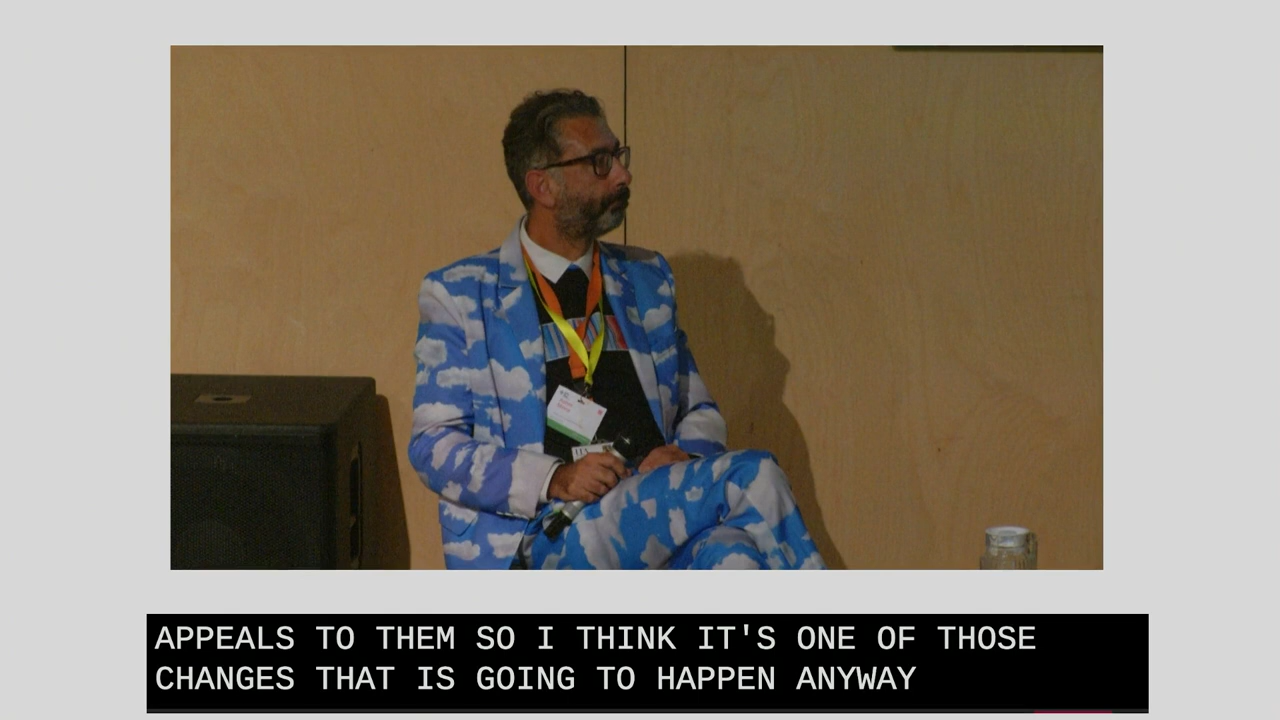 APPEALS TO THEM SO I THINK IT'S ONE OF THOSE
CHANGES THAT IS GOING TO HAPPEN ANYWAY